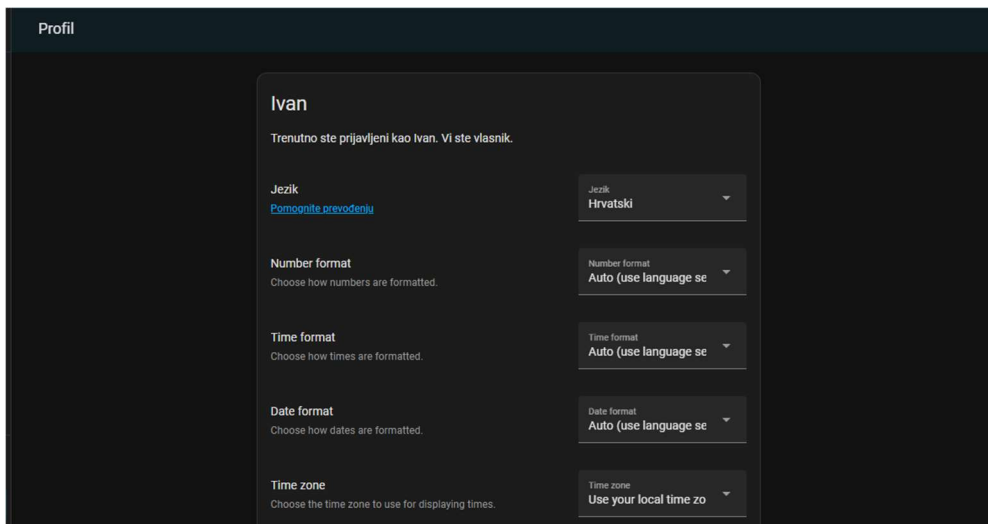 Profil
Ivan
Trenutno ste prijavljeni kao Ivan. Vi ste vlasnik.
Jezik
Pomognite prevođenju
Jezik
Hrvatski
Number format
Choose how numbers are formatted.
Number format
Auto (use language se
Time format
Choose how times are formatted.
Time format
Auto (use language se
Date format
Choose how dates are formatted.
Date format
Auto (use language se
Time zone
Choose the time zone to use for displaying times.
Time zone
Use your local time zo